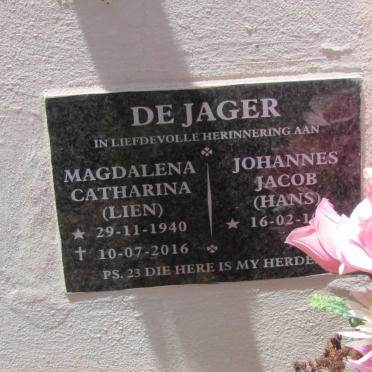 DE JAGER
IN LIEFDEVOLLE HERINNERING AAN
MAGDALENA
CATHARINA
(LIEN)
★ 29-11-1940
✝ 10-07-2016
JOHANNES
JACOB
(HANS)
★ 16-02-1
PS. 23 DIE HERE IS MY HERDE